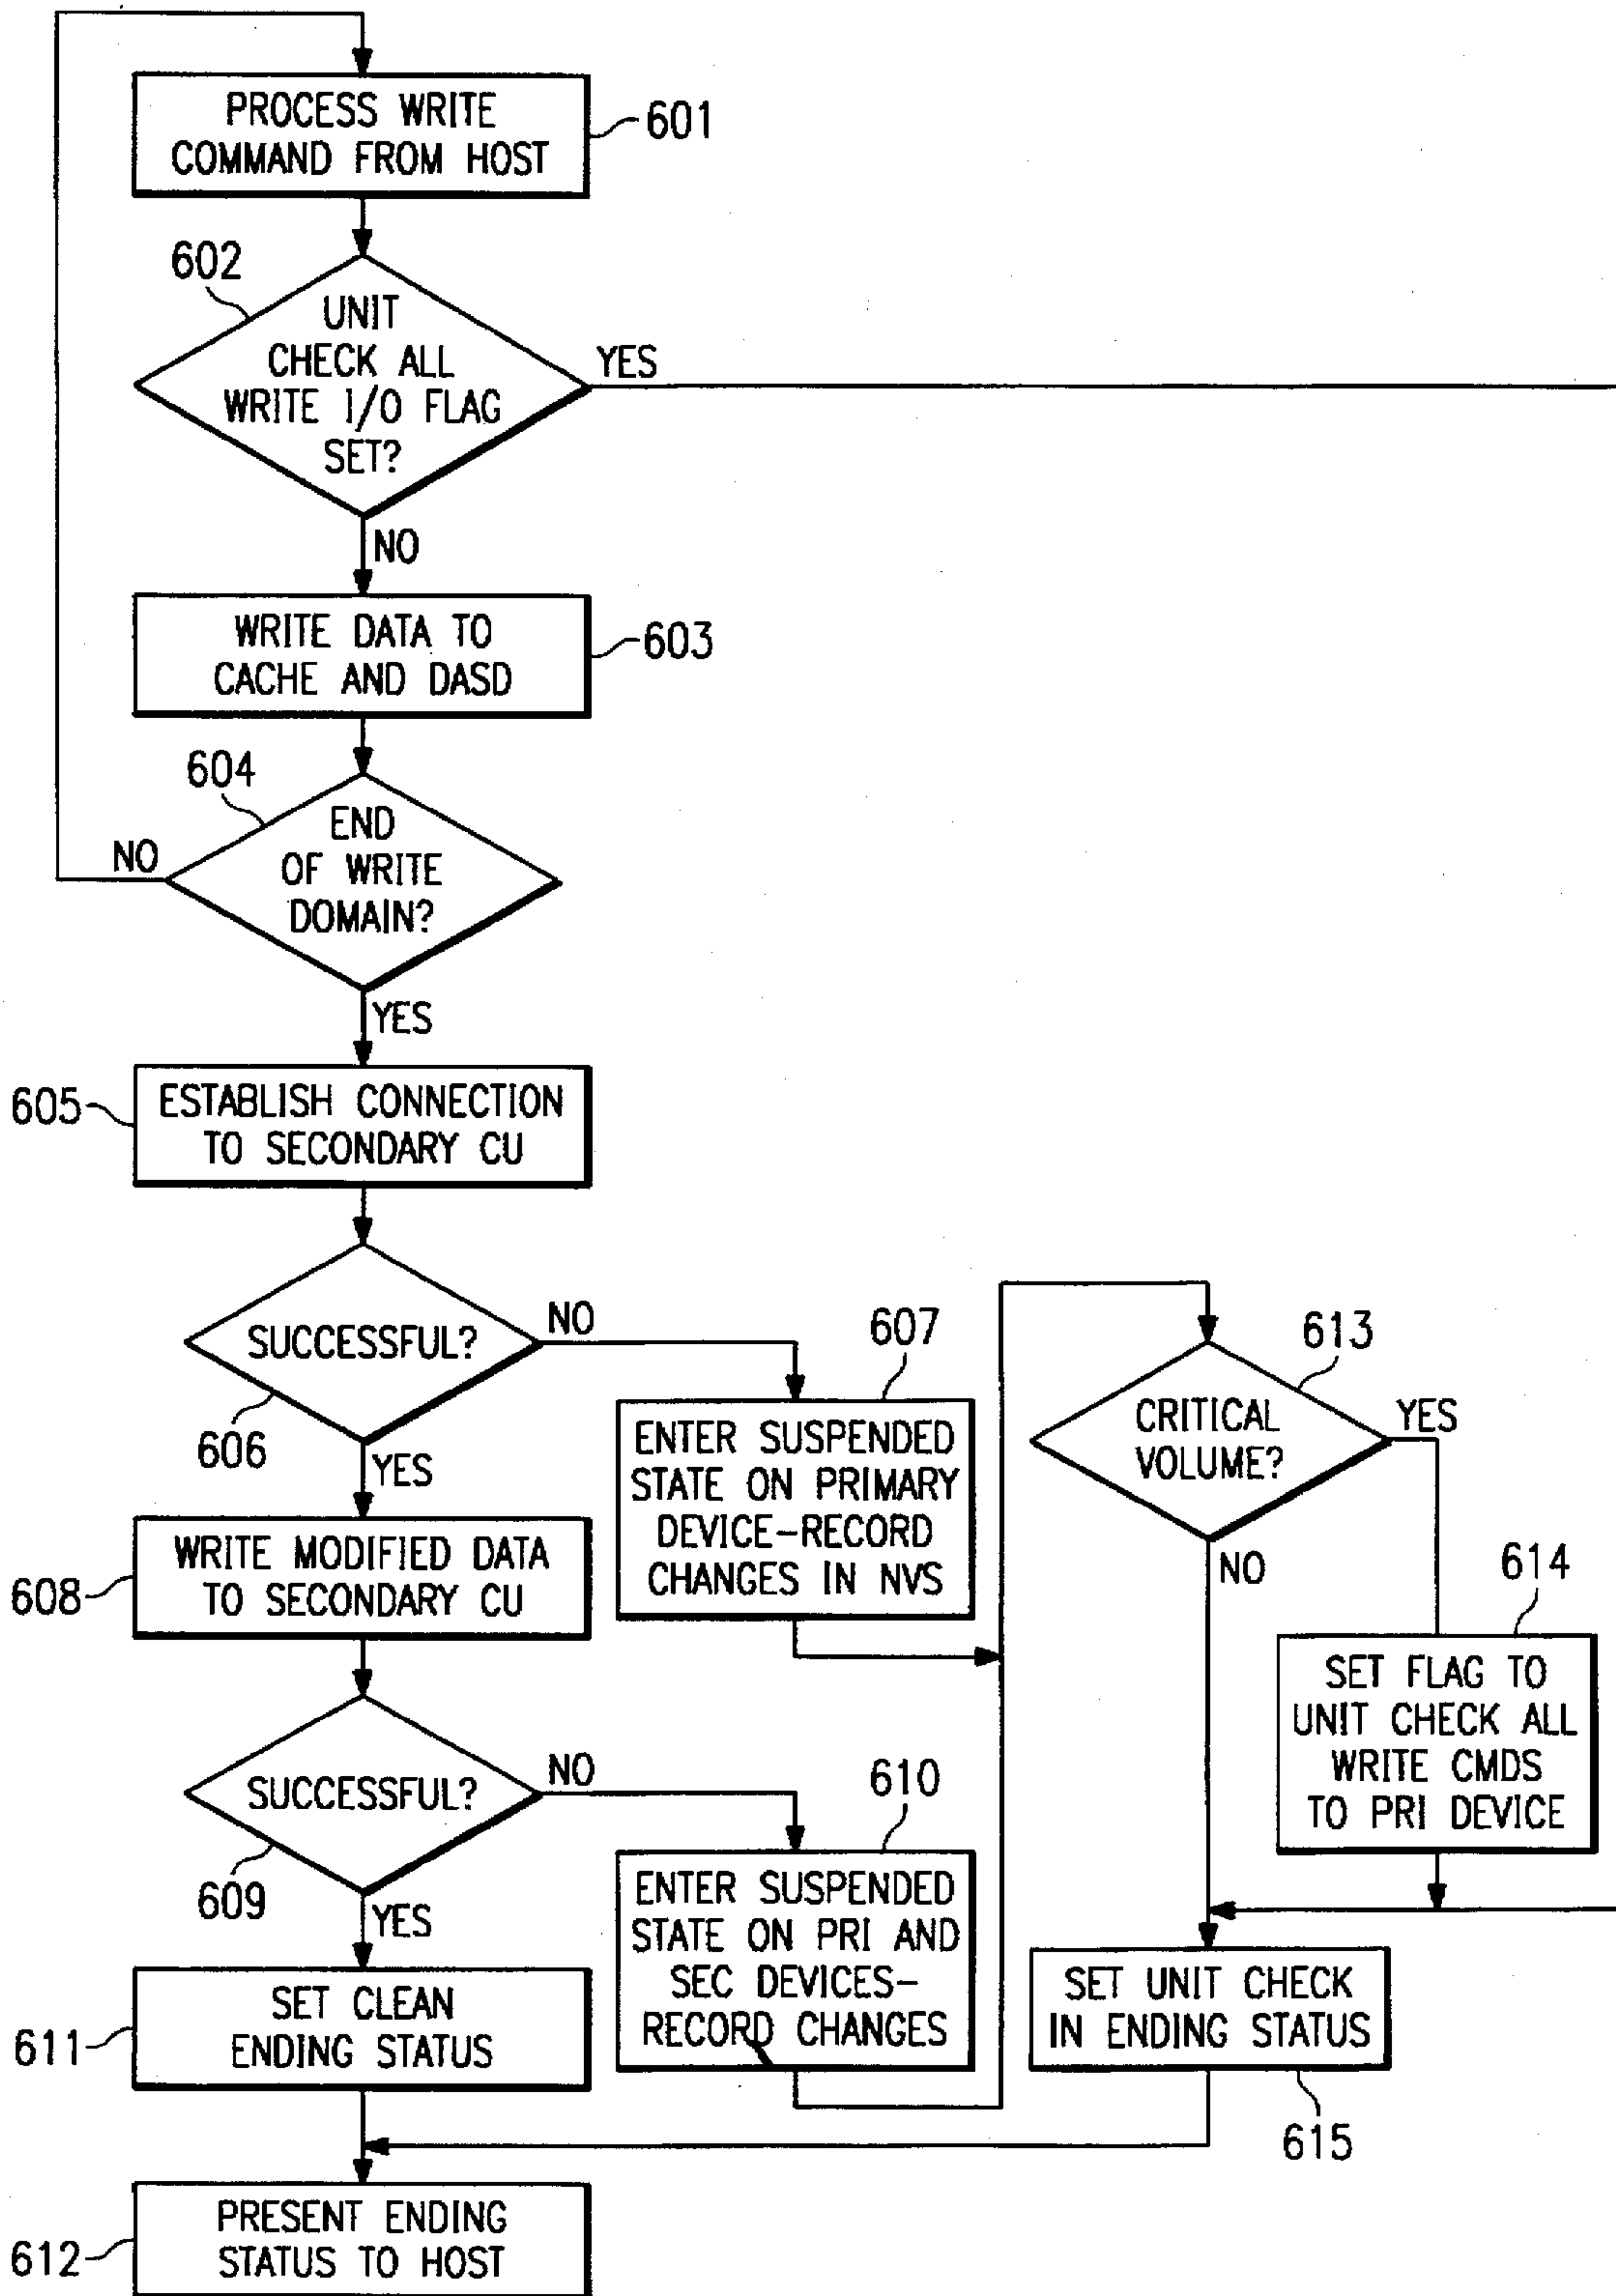 PROCESS WRITE
COMMAND FROM HOST
601
602
UNIT
CHECK ALL
WRITE I/O FLAG
SET?
YES
NO
WRITE DATA TO
CACHE AND DASD
603
604
END
OF WRITE
DOMAIN?
NO
YES
605
ESTABLISH CONNECTION
TO SECONDARY CU
SUCCESSFUL?
NO
606
YES
607
ENTER SUSPENDED
STATE ON PRIMARY
DEVICE-RECORD
CHANGES IN NVS
613
CRITICAL
VOLUME?
YES
NO
608
WRITE MODIFIED DATA
TO SECONDARY CU
614
SET FLAG TO
UNIT CHECK ALL
WRITE CMDS
TO PRI DEVICE
SUCCESSFUL?
NO
609
YES
610
ENTER SUSPENDED
STATE ON PRI AND
SEC DEVICES-
RECORD CHANGES
611
SET CLEAN
ENDING STATUS
SET UNIT CHECK
IN ENDING STATUS
615
612
PRESENT ENDING
STATUS TO HOST